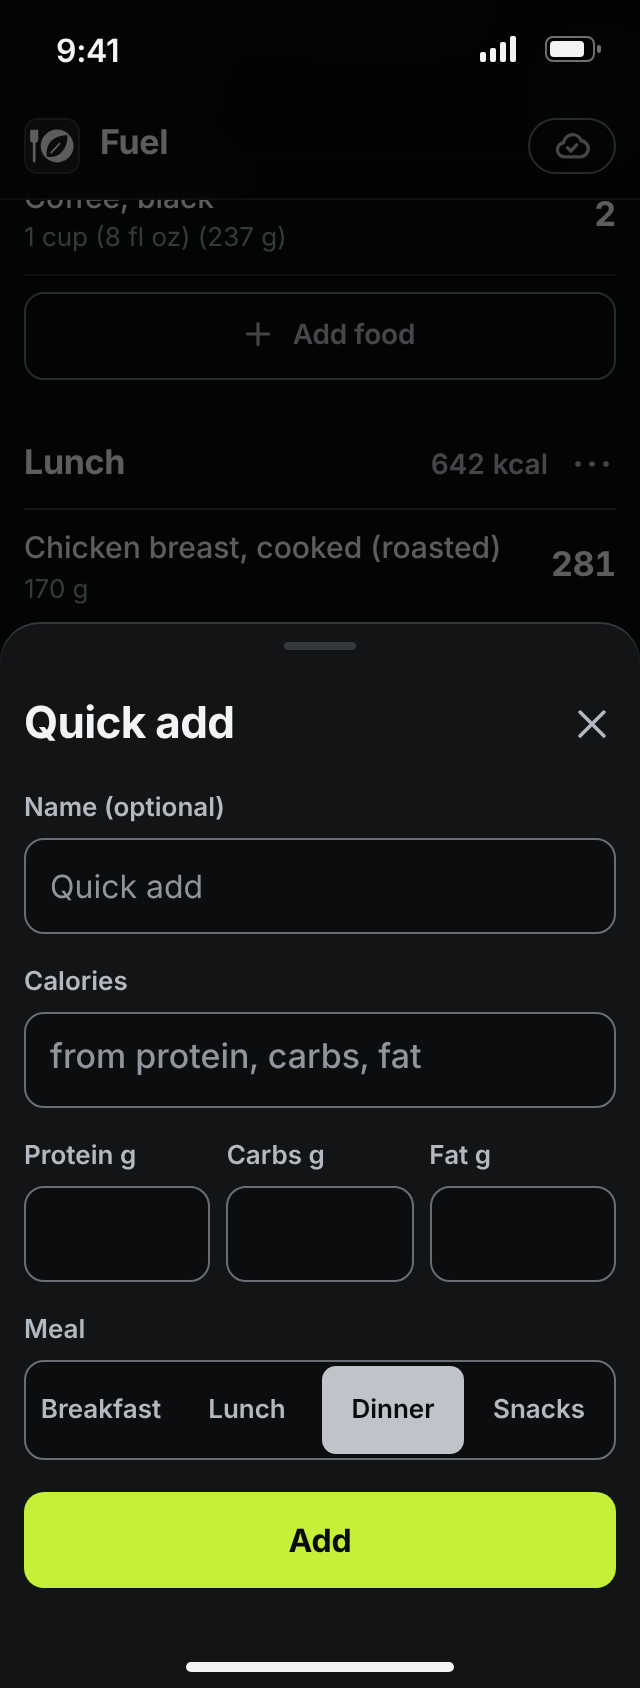 9:41
Fuel
Coffee, black
2
1 cup (8 fl oz) (237 g)
Add food
Lunch
642 kcal
Chicken breast, cooked (roasted)
281
170 g
Quick add
Name (optional)
Quick add
Calories
from protein, carbs, fat
Protein g
Carbs g
Fat g
Meal
Breakfast
Lunch
Dinner
Snacks
Add